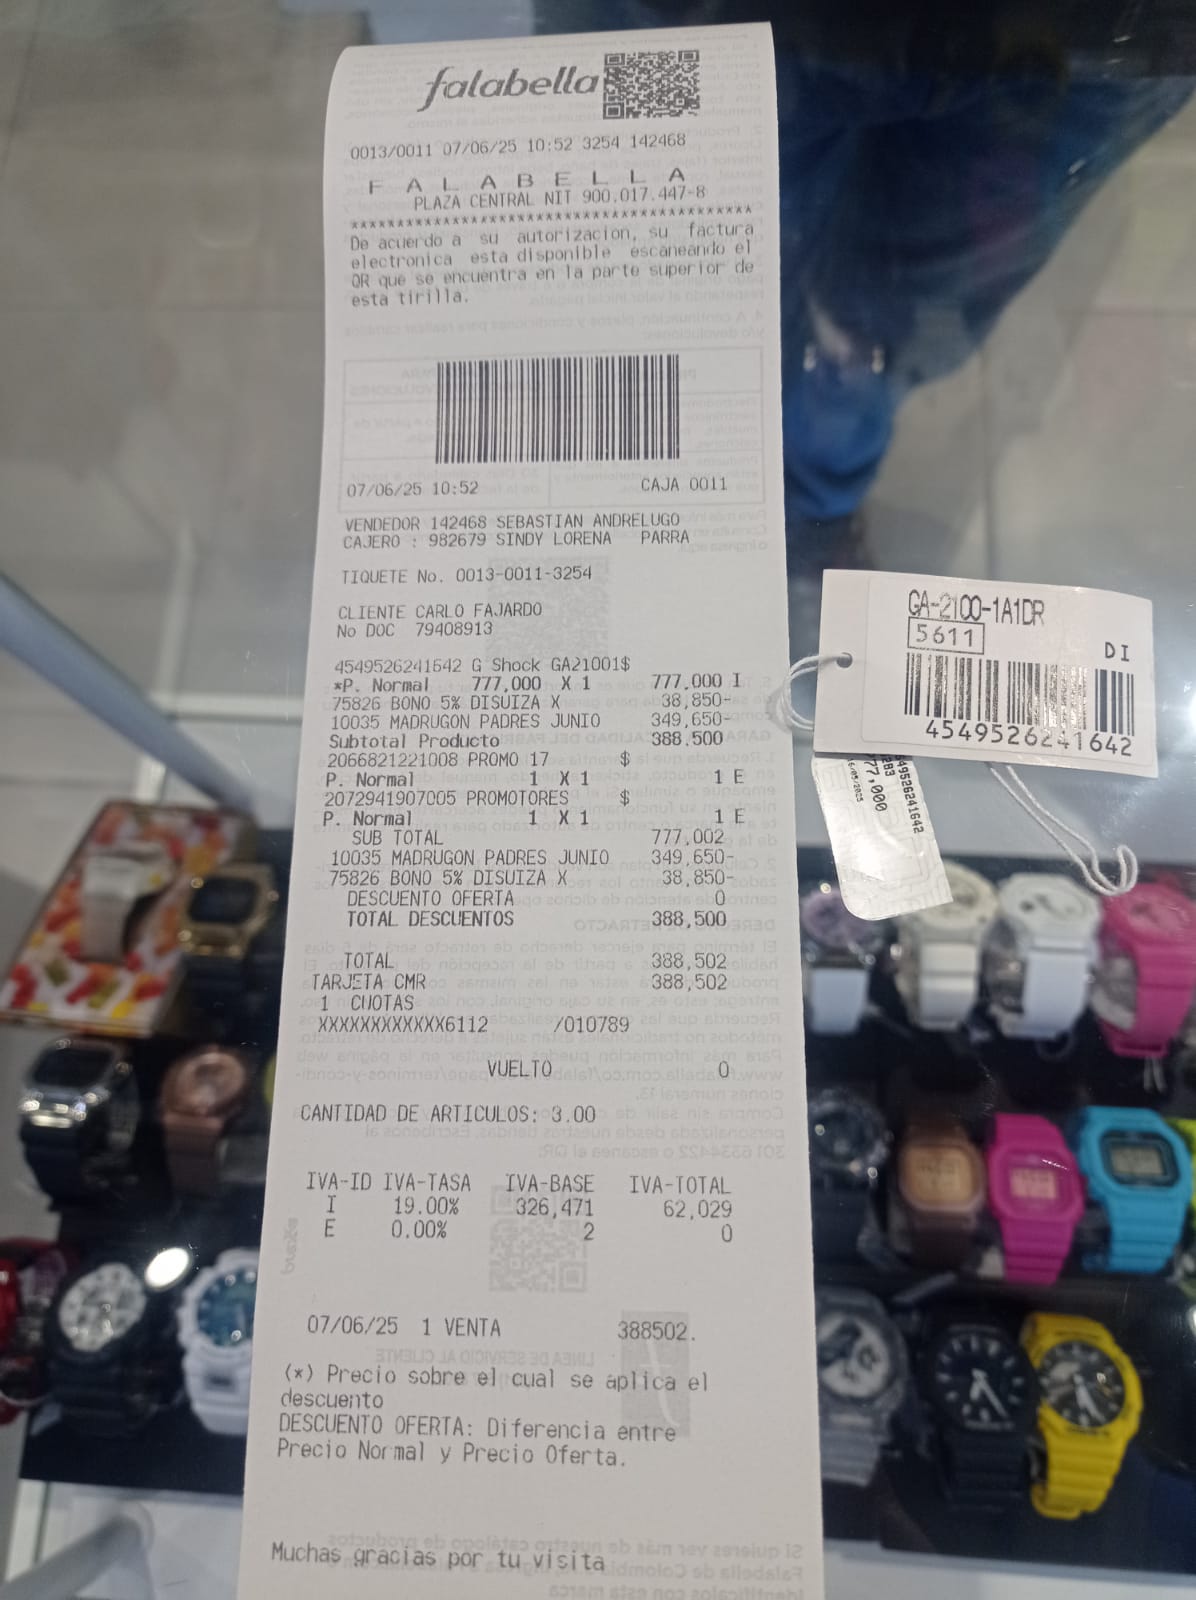 falabella
0013/0011 07/06/25 10:52 3254 142468
F A L A B E L L A
PLAZA CENTRAL NIT 900.017.447-8
******************************************
De acuerdo a su autorizacion, su factura
electronica esta disponible escaneando el
QR que se encuentra en la parte superior de
esta tirilla.
07/06/25 10:52 CAJA 0011
VENDEDOR 142468 SEBASTIAN ANDRELUGO
CAJERO : 982679 SINDY LORENA PARRA
TIQUETE No. 0013-0011-3254
CLIENTE CARLO FAJARDO
No DOC 79408913
4549526241642 G Shock GA21001$
*P. Normal 777,000 X 1 777,000 I
75826 BONO 5% DISUIZA X 38,850-
10035 MADRUGON PADRES JUNIO 349,650-
Subtotal Producto 388,500
2066821221008 PROMO 17 $
P. Normal 1 X 1 1 E
2072941907005 PROMOTORES $
P. Normal 1 X 1 1 E
SUB TOTAL 777,002
10035 MADRUGON PADRES JUNIO 349,650-
75826 BONO 5% DISUIZA X 38,850-
DESCUENTO OFERTA 0
TOTAL DESCUENTOS 388,500
TOTAL 388,502
TARJETA CMR 388,502
1 CUOTAS
XXXXXXXXXXXX6112 /010789
VUELTO 0
CANTIDAD DE ARTICULOS: 3.00
IVA-ID IVA-TASA IVA-BASE IVA-TOTAL
I 19.00% 326,471 62,029
E 0.00% 2 0
07/06/25 1 VENTA 388502.
(*) Precio sobre el cual se aplica el
descuento
DESCUENTO OFERTA: Diferencia entre
Precio Normal y Precio Oferta.
Muchas gracias por tu visita
GA-2100-1A1DR
5611
DI
4549526241642
4549526241642
777,000